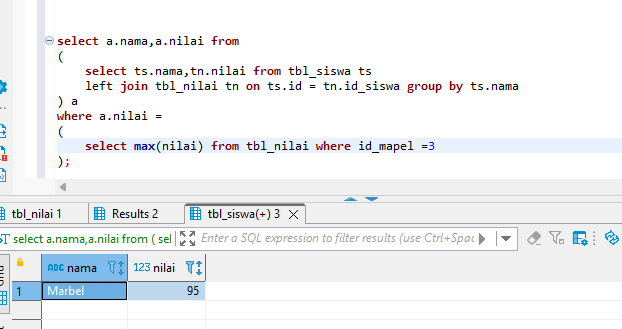 select a.nama,a.nilai from
(
select ts.nama,tn.nilai from tbl_siswa ts
left join tbl_nilai tn on ts.id = tn.id_siswa group by ts.nama
) a
where a.nilai =
(
select max(nilai) from tbl_nilai where id_mapel =3
);
tbl_nilai 1 Results 2 tbl_siswa(+) 3
select a.nama,a.nilai from ( sel Enter a SQL expression to filter results (use Ctrl+Spac
ABC nama 123 nilai
1 Marbel 95